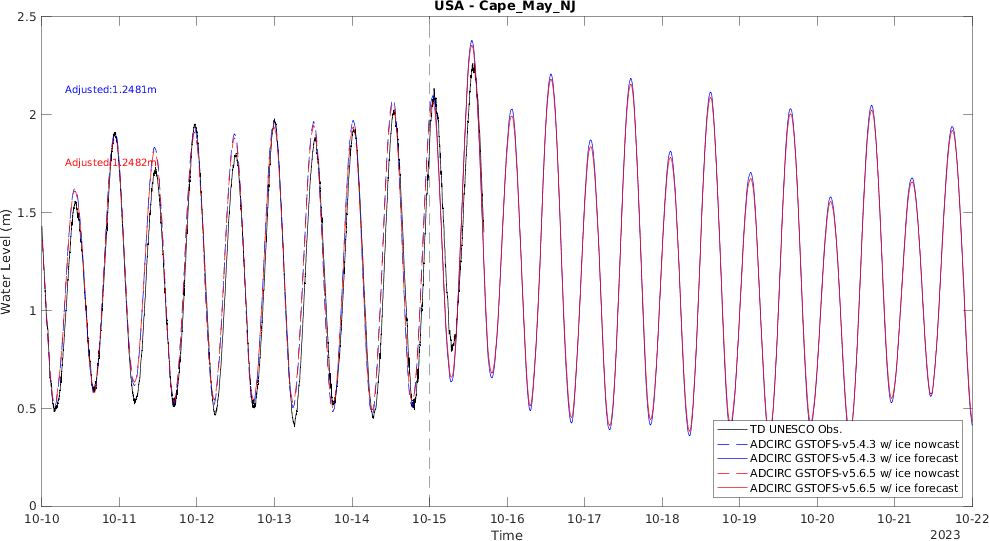 USA - Cape_May_NJ
2.5
2
1.5
1
0.5
0
Water Level (m)
Adjusted:1.2481m
Adjusted:1.2482m
TD UNESCO Obs.
ADCIRC GSTOFS-v5.4.3 w/ ice nowcast
ADCIRC GSTOFS-v5.4.3 w/ ice forecast
ADCIRC GSTOFS-v5.6.5 w/ ice nowcast
ADCIRC GSTOFS-v5.6.5 w/ ice forecast
10-10 10-11 10-12 10-13 10-14 10-15 10-16 10-17 10-18 10-19 10-20 10-21 10-22
Time
2023